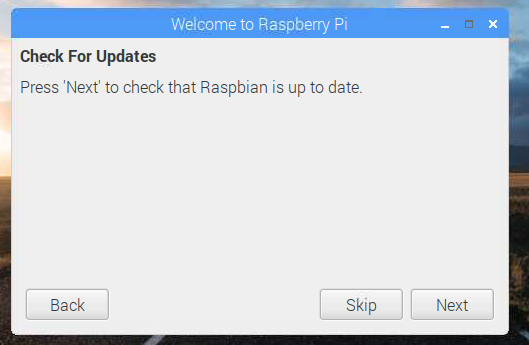 Welcome to Raspberry Pi
Check For Updates
Press 'Next' to check that Raspbian is up to date.
Back Skip Next